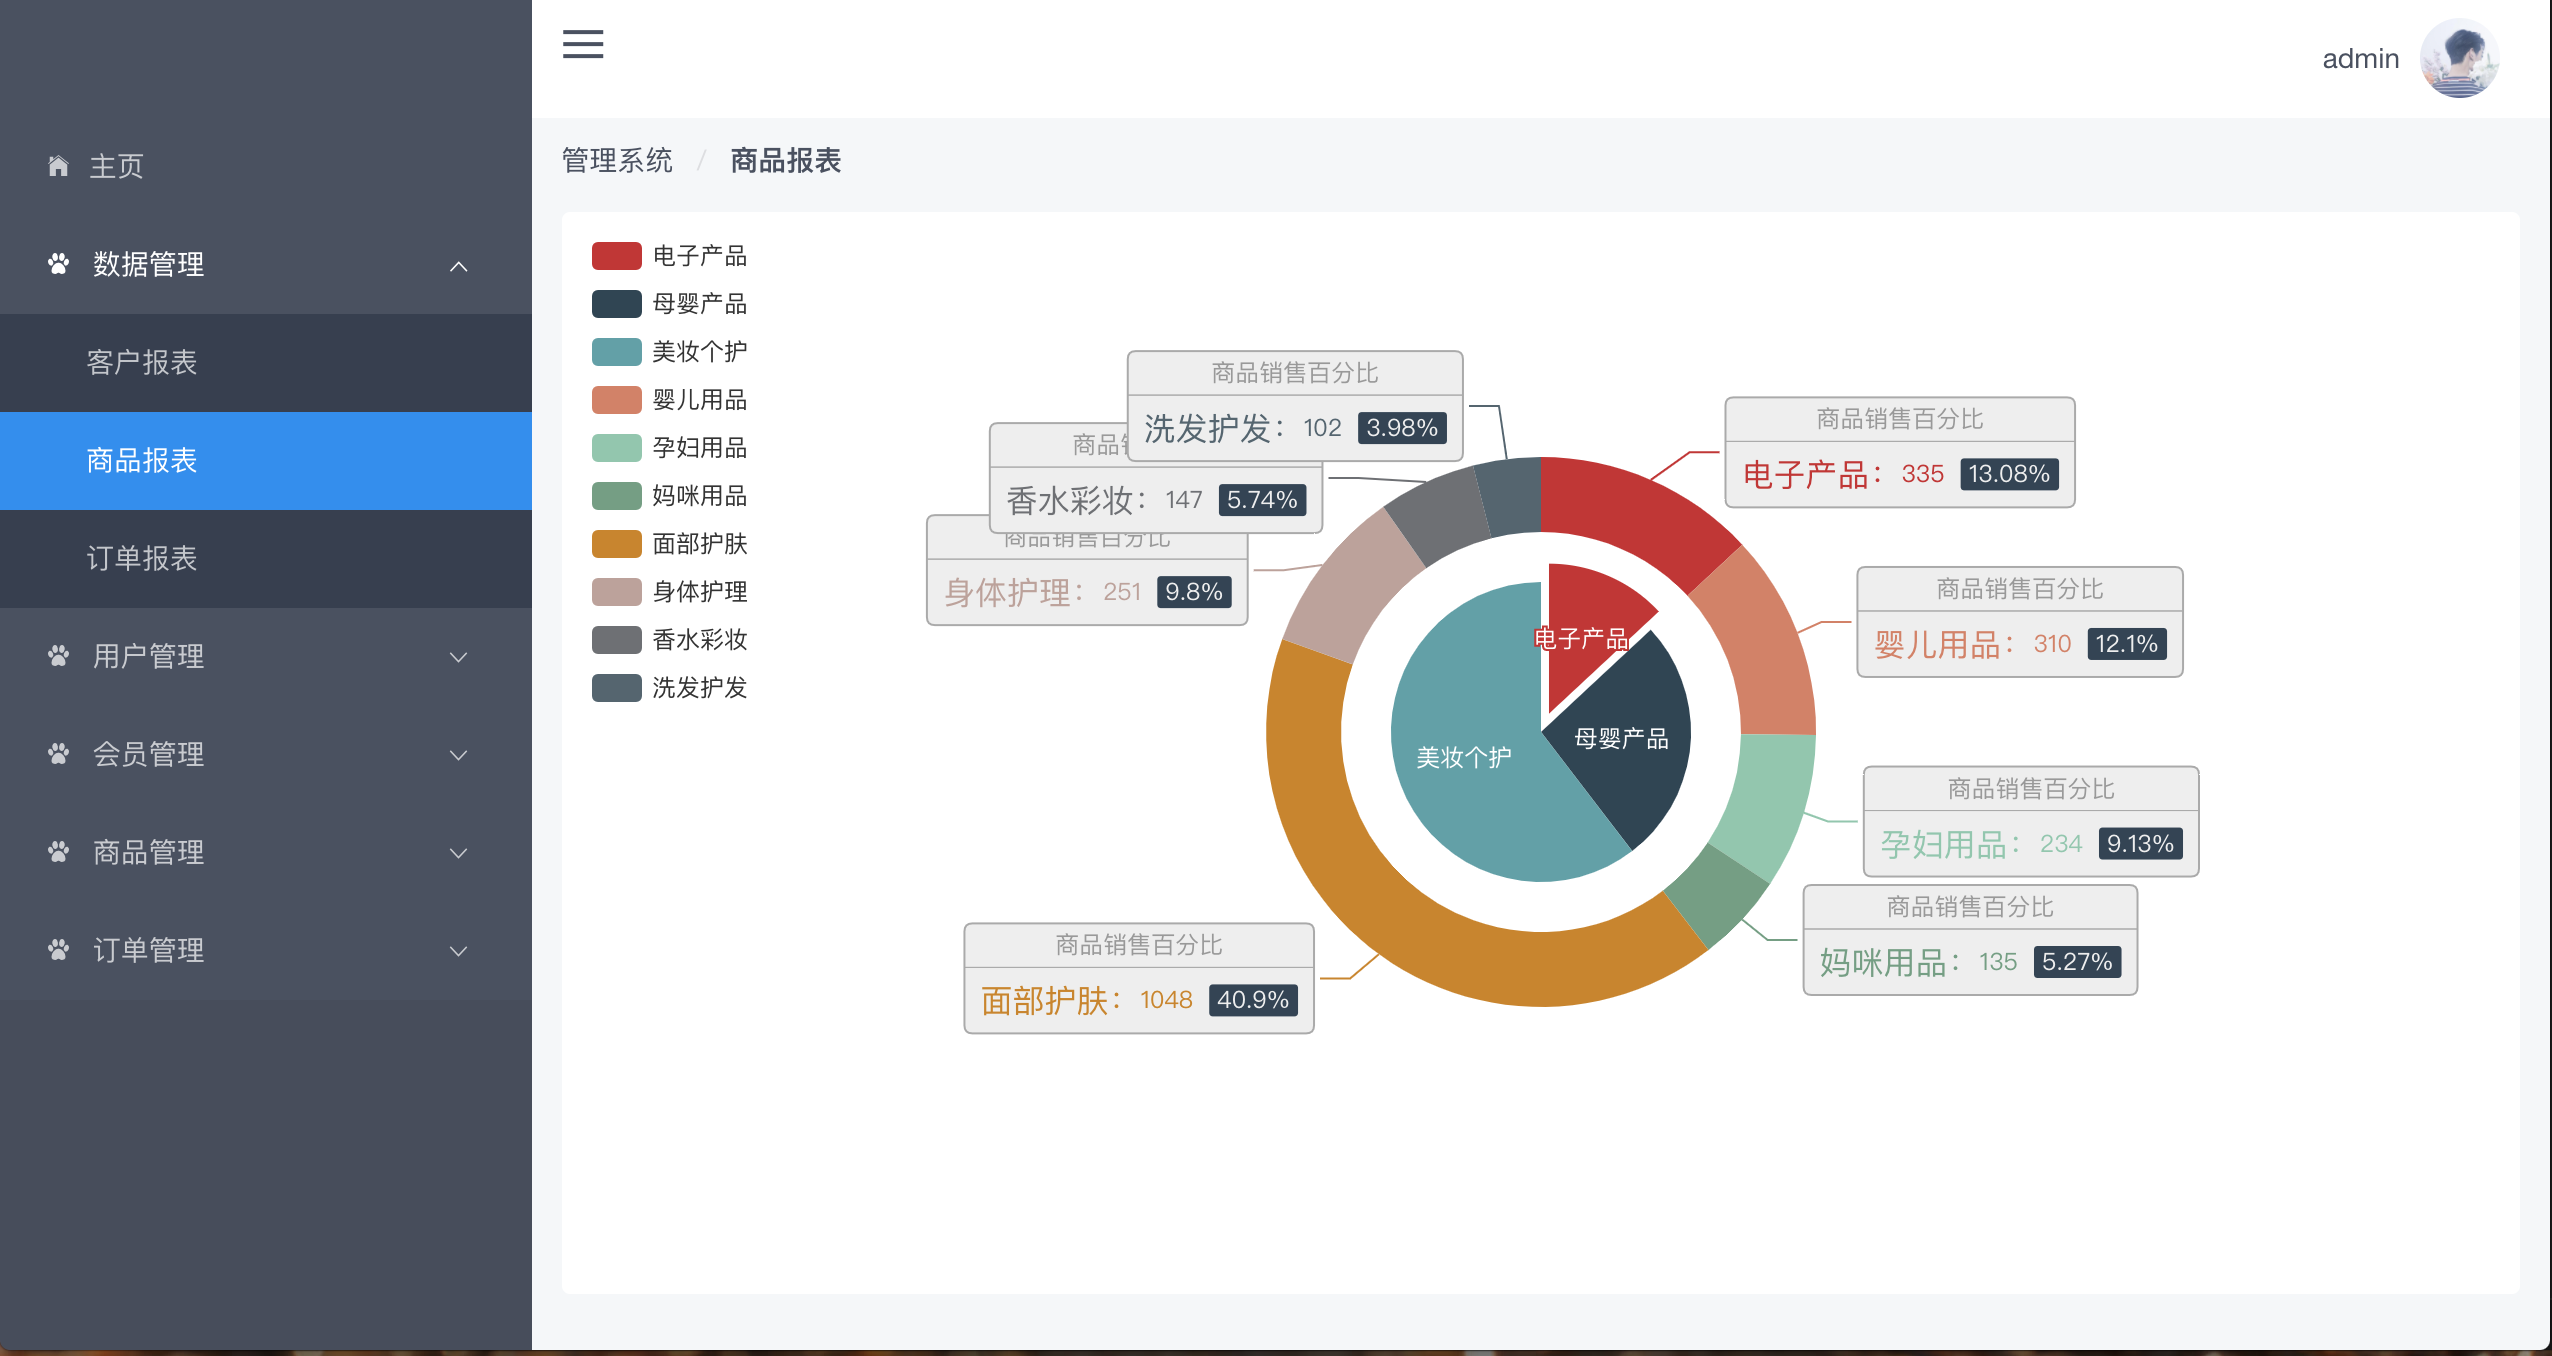 admin
主页
数据管理
客户报表
商品报表
订单报表
用户管理
会员管理
商品管理
订单管理
管理系统 / 商品报表
电子产品
母婴产品
美妆个护
婴儿用品
孕妇用品
妈咪用品
面部护肤
身体护理
香水彩妆
洗发护发
商品销售百分比
洗发护发： 102 3.98%
商品
香水彩妆： 147 5.74%
商品销售百分比
身体护理： 251 9.8%
商品销售百分比
面部护肤： 1048 40.9%
商品销售百分比
电子产品： 335 13.08%
商品销售百分比
婴儿用品： 310 12.1%
商品销售百分比
孕妇用品： 234 9.13%
商品销售百分比
妈咪用品： 135 5.27%
电子产品
母婴产品
美妆个护